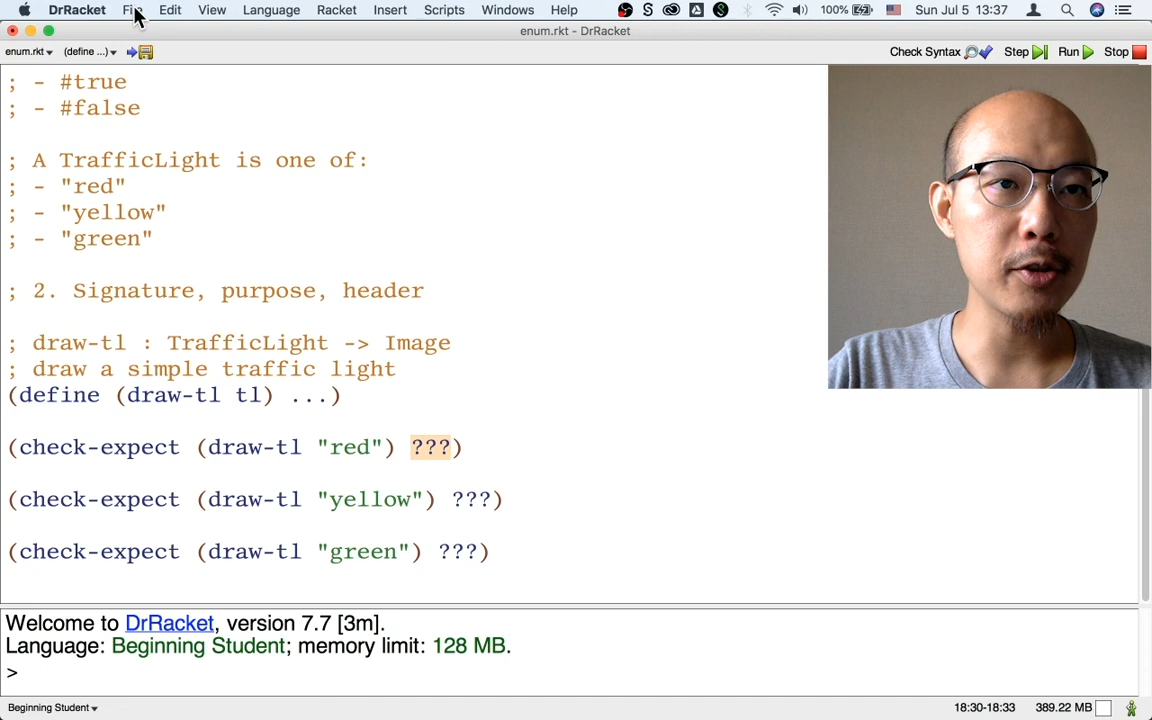 DrRacket Edit View Language Racket Insert Scripts Windows Help 100% Sun Jul 5 13:37
enum.rkt - DrRacket
enum.rkt (define ...) Check Syntax Step Run Stop
; - #true
; - #false
; A TrafficLight is one of:
; - "red"
; - "yellow"
; - "green"
; 2. Signature, purpose, header
; draw-tl : TrafficLight -> Image
; draw a simple traffic light
(define (draw-tl tl) ...)
(check-expect (draw-tl "red") ???)
(check-expect (draw-tl "yellow") ???)
(check-expect (draw-tl "green") ???)
Welcome to DrRacket, version 7.7 [3m].
Language: Beginning Student; memory limit: 128 MB.
>
Beginning Student 18:30-18:33 389.22 MB